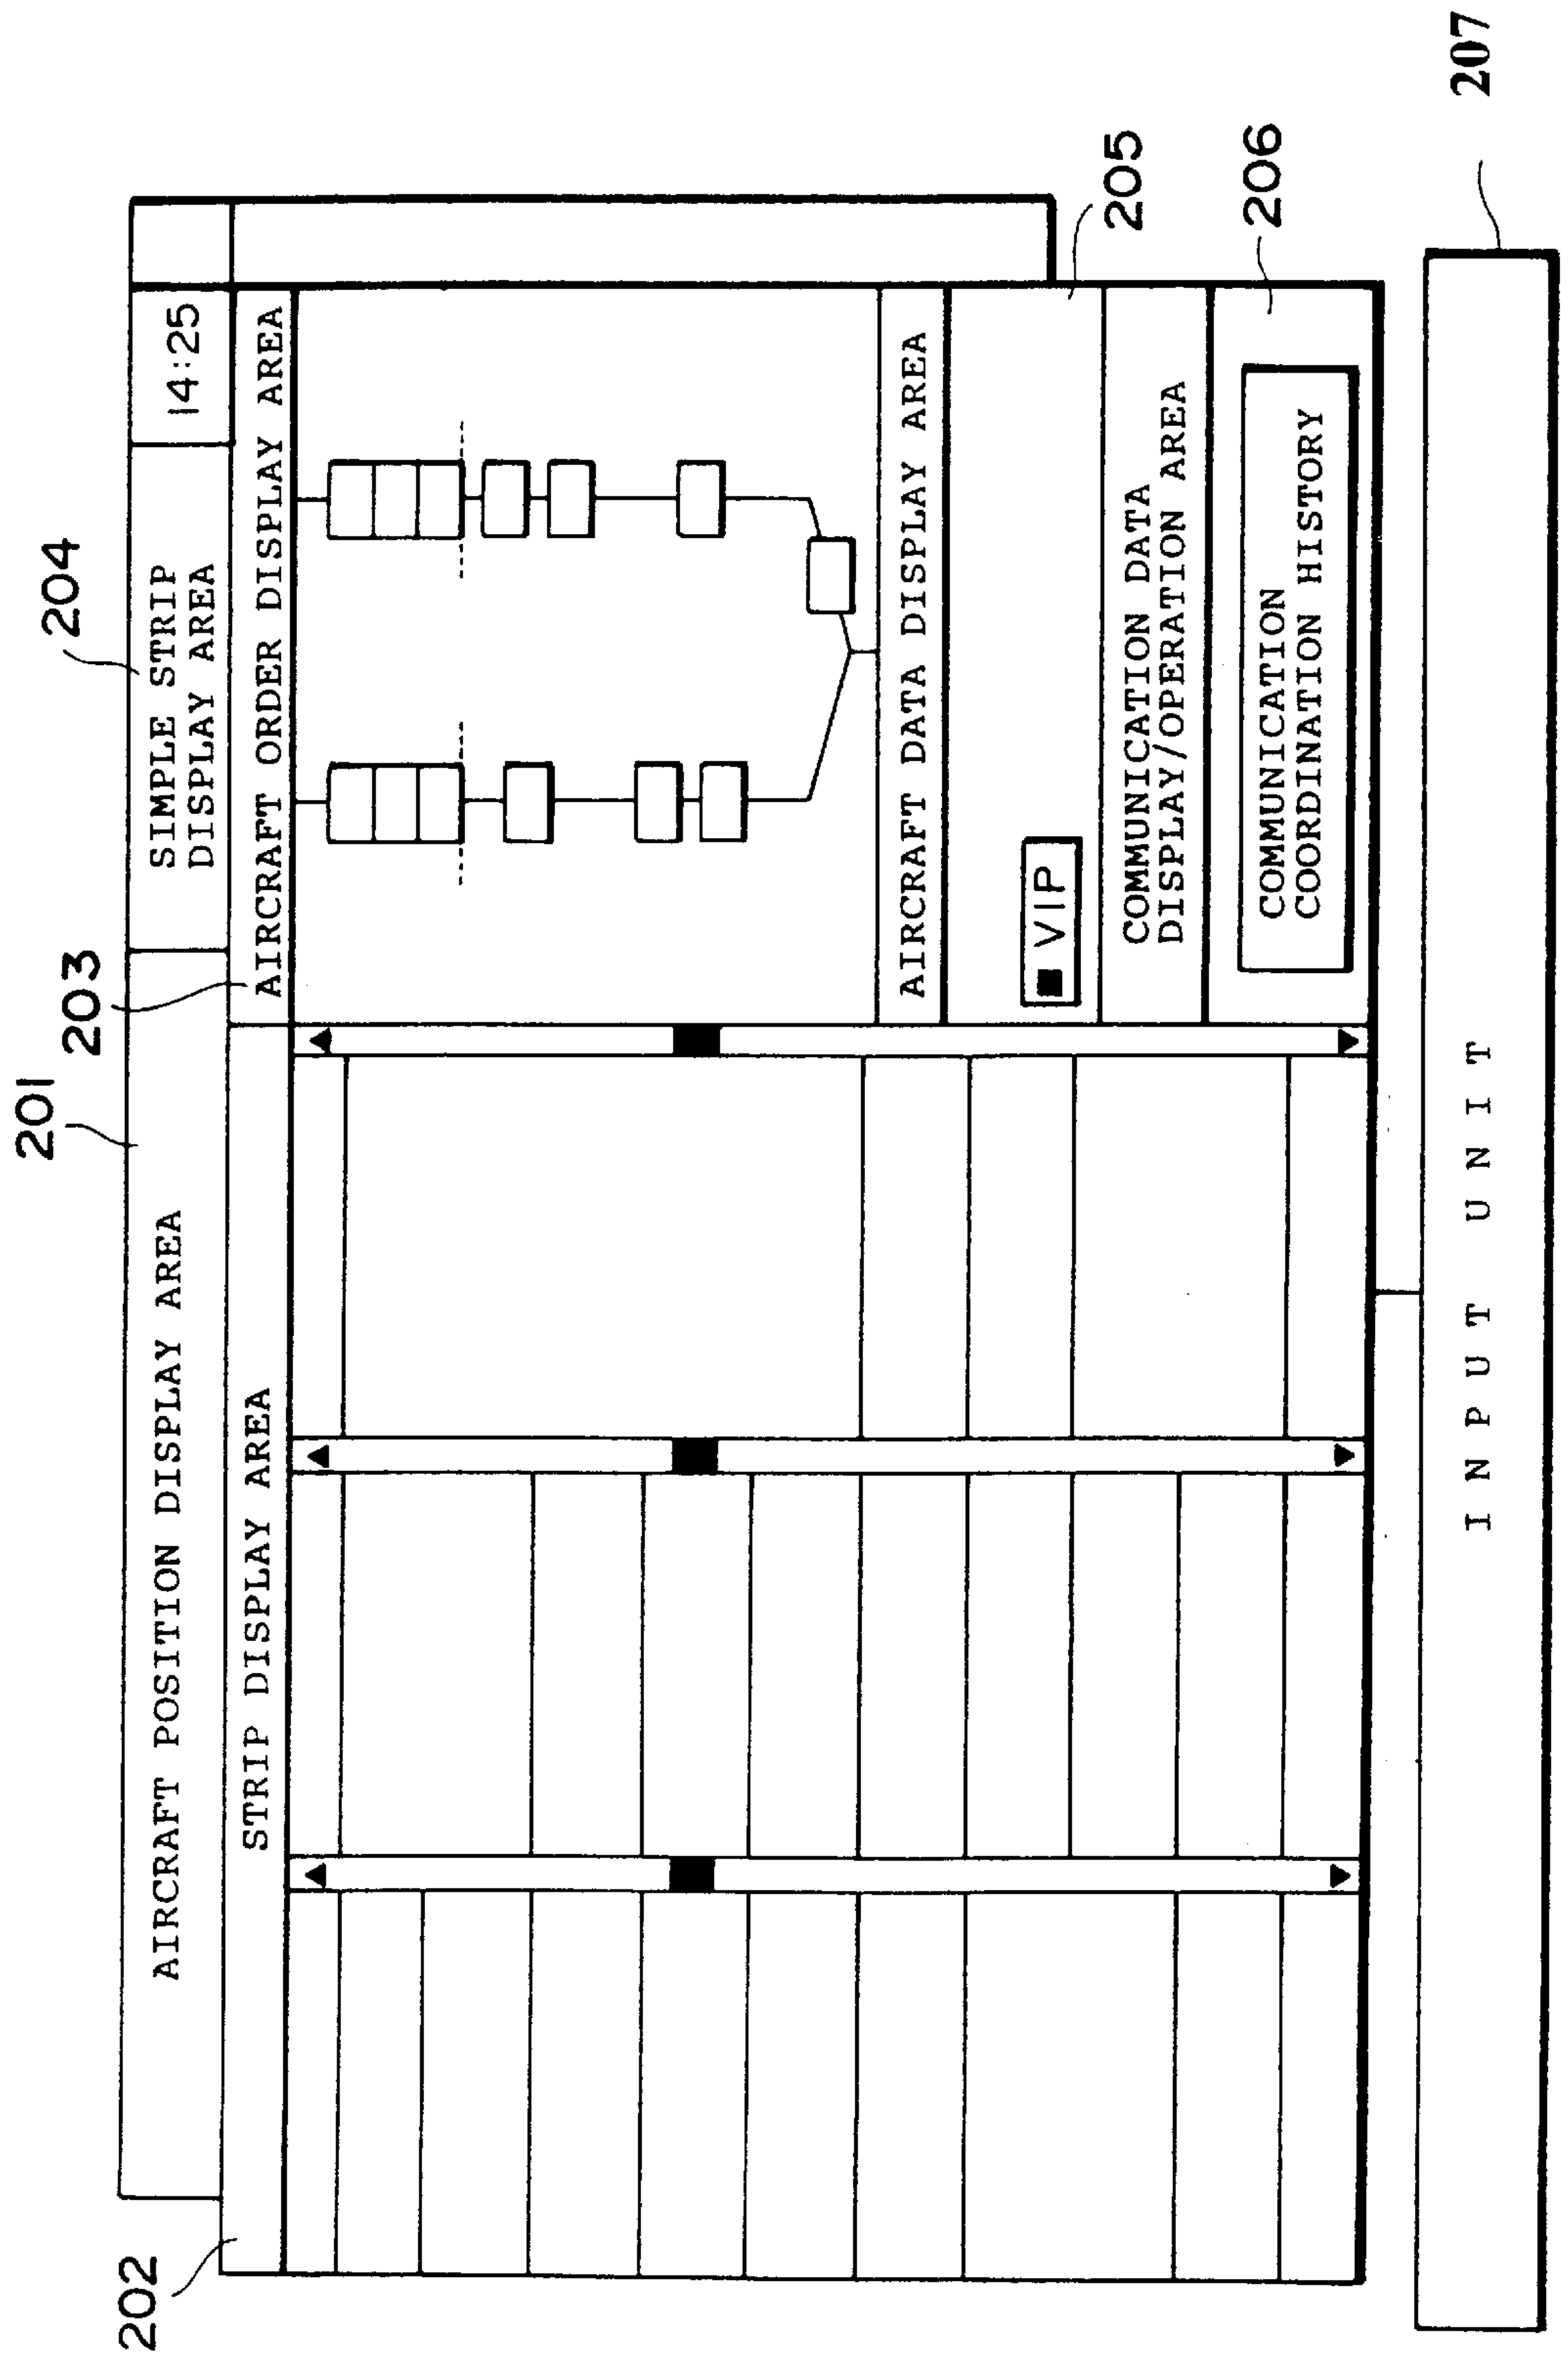 204
201
203
202
AIRCRAFT POSITION DISPLAY AREA
SIMPLE STRIP
DISPLAY AREA
14:25
STRIP DISPLAY AREA
AIRCRAFT ORDER DISPLAY AREA
AIRCRAFT DATA DISPLAY AREA
■ VIP
205
COMMUNICATION DATA
DISPLAY/OPERATION AREA
206
COMMUNICATION
COORDINATION HISTORY
INPUT UNIT
207